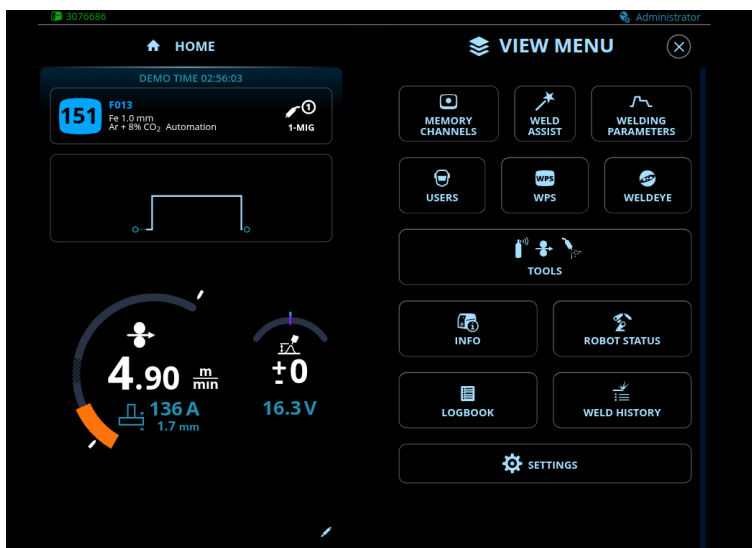 3076686
Administrator
HOME
DEMO TIME 02:56:03
151
F013
Fe 1.0 mm
Ar + 8% CO₂ Automation
1
1-MIG
4.90 m/min
136 A
1.7 mm
±0
16.3 V
VIEW MENU
MEMORY
CHANNELS
WELD
ASSIST
WELDING
PARAMETERS
USERS
WPS
WPS
WELDEYE
TOOLS
INFO
ROBOT STATUS
LOGBOOK
WELD HISTORY
SETTINGS